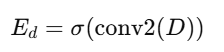 E_d = σ(conv2(D))